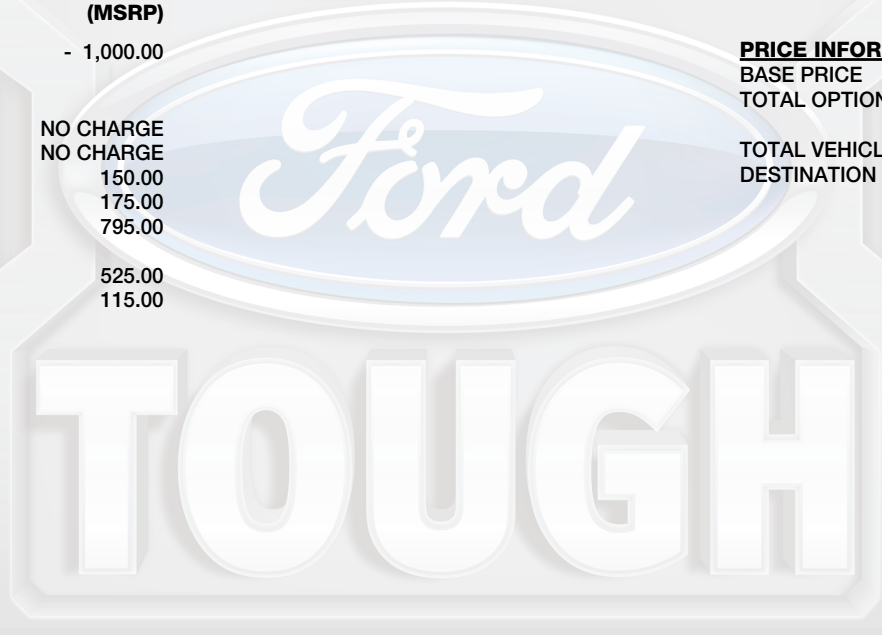 (MSRP)
- 1,000.00
NO CHARGE
NO CHARGE
150.00
175.00
795.00
525.00
115.00
PRICE INFOR
BASE PRICE
TOTAL OPTION
TOTAL VEHICL
DESTINATION
Ford
TOUGH